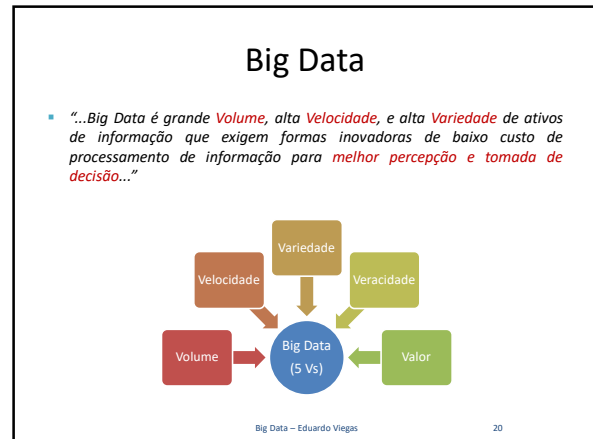 Big Data
"...Big Data é grande Volume, alta Velocidade, e alta Variedade de ativos
de informação que exigem formas inovadoras de baixo custo de
processamento de informação para melhor percepção e tomada de
decisão..."
Variedade
Velocidade
Veracidade
Volume
Big Data
(5 Vs)
Valor
Big Data – Eduardo Viegas
20